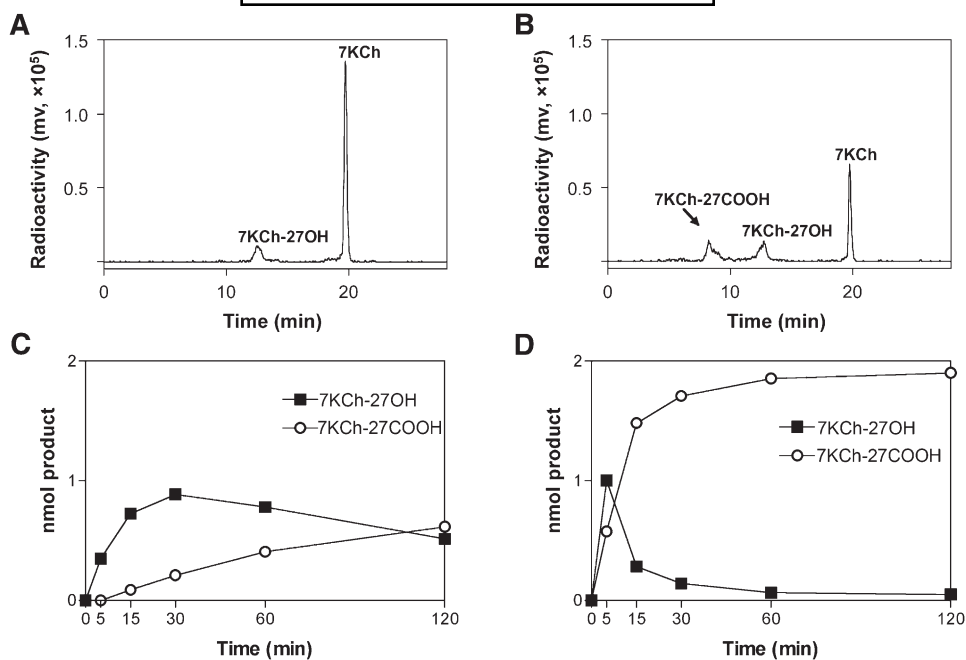 A
1.5
1.0
0.5
Radioactivity (mv, ×10⁵)
7KCh
7KCh-27OH
0
10
20
Time (min)
B
1.5
1.0
0.5
Radioactivity (mv, ×10⁵)
7KCh
7KCh-27COOH
7KCh-27OH
0
10
20
Time (min)
C
2
1
0
nmol product
7KCh-27OH
7KCh-27COOH
0 5 15 30 60 120
Time (min)
D
2
1
0
nmol product
7KCh-27OH
7KCh-27COOH
0 5 15 30 60 120
Time (min)